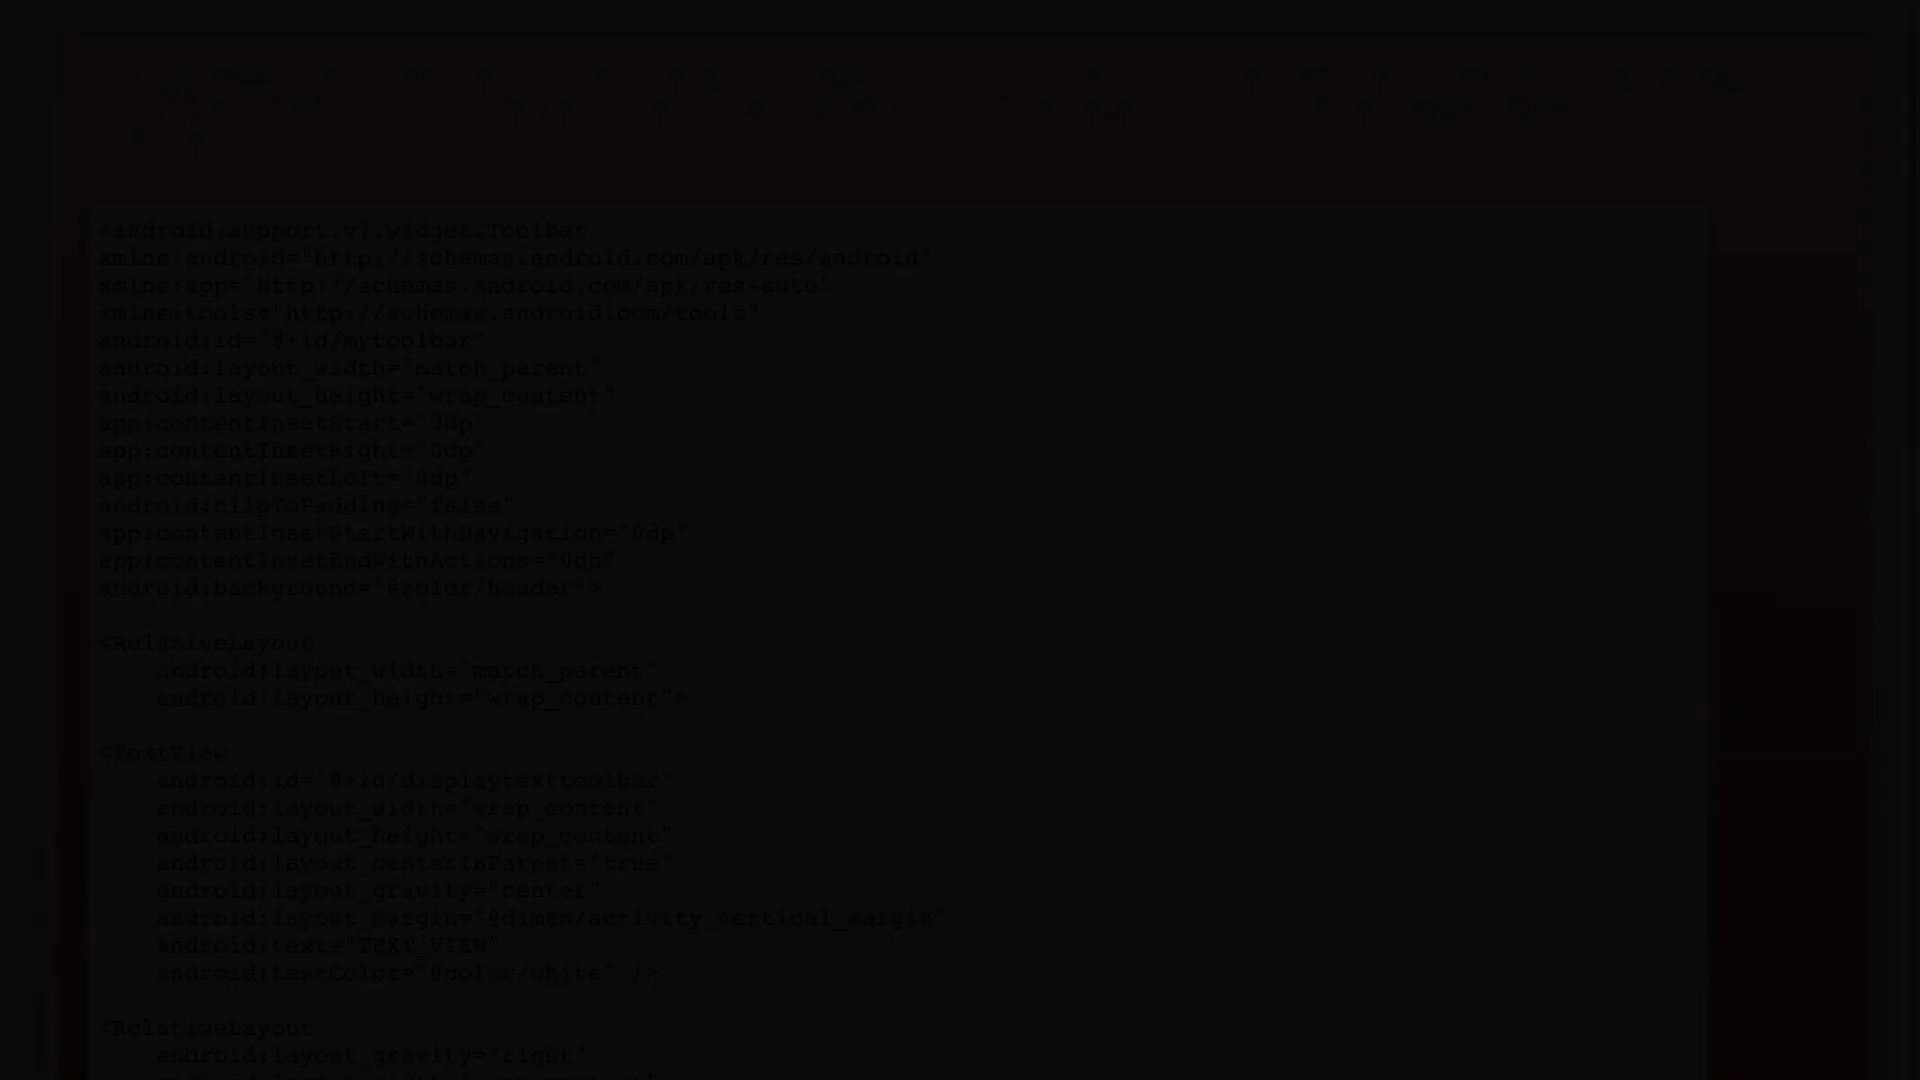 <android.support.v7.widget.Toolbar
xmlns:android="http://schemas.android.com/apk/res/android"
xmlns:app="http://schemas.android.com/apk/res-auto"
xmlns:tools="http://schemas.android.com/tools"
android:id="@+id/mytoolbar"
android:layout_width="match_parent"
android:layout_height="wrap_content"
app:contentInsetStart="0dp"
app:contentInsetRight="0dp"
app:contentInsetLeft="0dp"
android:clipToPadding="false"
app:contentInsetStartWithNavigation="0dp"
app:contentInsetEndWithActions="0dp"
android:background="@color/header">
<RelativeLayout
android:layout_width="match_parent"
android:layout_height="wrap_content">
<TextView
android:id="@+id/displaytexttoolbar"
android:layout_width="wrap_content"
android:layout_height="wrap_content"
android:layout_centerInParent="true"
android:layout_gravity="center"
android:layout_margin="@dimen/activity_vertical_margin"
android:text="TEXT_VIEW"
android:textColor="@color/white" />
<RelativeLayout
android:layout_gravity="right"